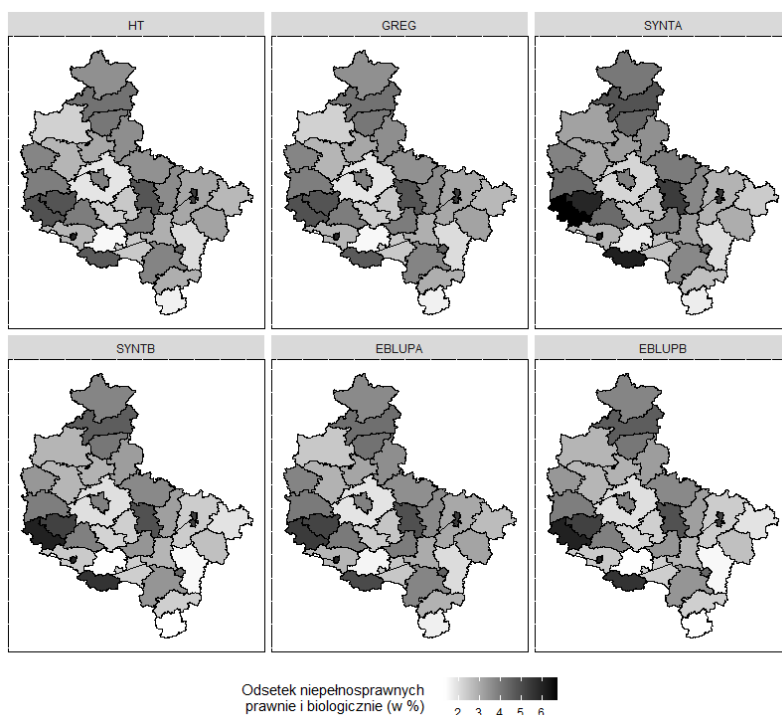 HT
GREG
SYNTA
SYNTB
EBLUPA
EBLUPB
Odsetek niepełnosprawnych
prawnie i biologicznie (w %)
2 3 4 5 6